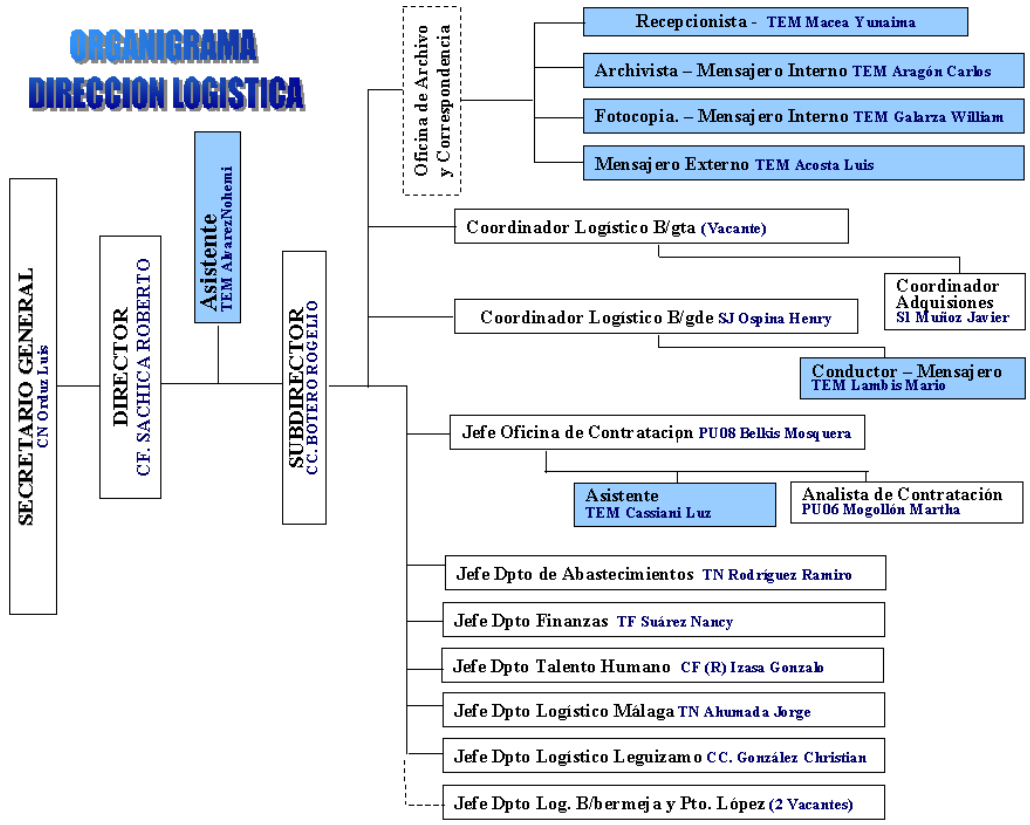 ORGANIGRAMA
DIRECCION LOGISTICA
SECRETARIO GENERAL
CN Orduz Luis
DIRECTOR
CF. SACHICA ROBERTO
Asistente
TEM AlvarezNohemi
SUBDIRECTOR
CC. BOTERO ROGELIO
Oficina de Archivo
y Correspondencia
Recepcionista - TEM Macea Yunaima
Archivista – Mensajero Interno TEM Aragón Carlos
Fotocopia. – Mensajero Interno TEM Galarza William
Mensajero Externo TEM Acosta Luis
Coordinador Logístico B/gta (Vacante)
Coordinador
Adquisiones
S1 Muñoz Javier
Coordinador Logístico B/gde SJ Ospina Henry
Conductor – Mensajero
TEM Lambis Mario
Jefe Oficina de Contratacion PU08 Belkis Mosquera
Asistente
TEM Cassiani Luz
Analista de Contratación
PU06 Mogollón Martha
Jefe Dpto de Abastecimientos TN Rodríguez Ramiro
Jefe Dpto Finanzas TF Suárez Nancy
Jefe Dpto Talento Humano CF (R) Izasa Gonzalo
Jefe Dpto Logístico Málaga TN Ahumada Jorge
Jefe Dpto Logístico Leguizamo CC. González Christian
Jefe Dpto Log. B/bermeja y Pto. López (2 Vacantes)